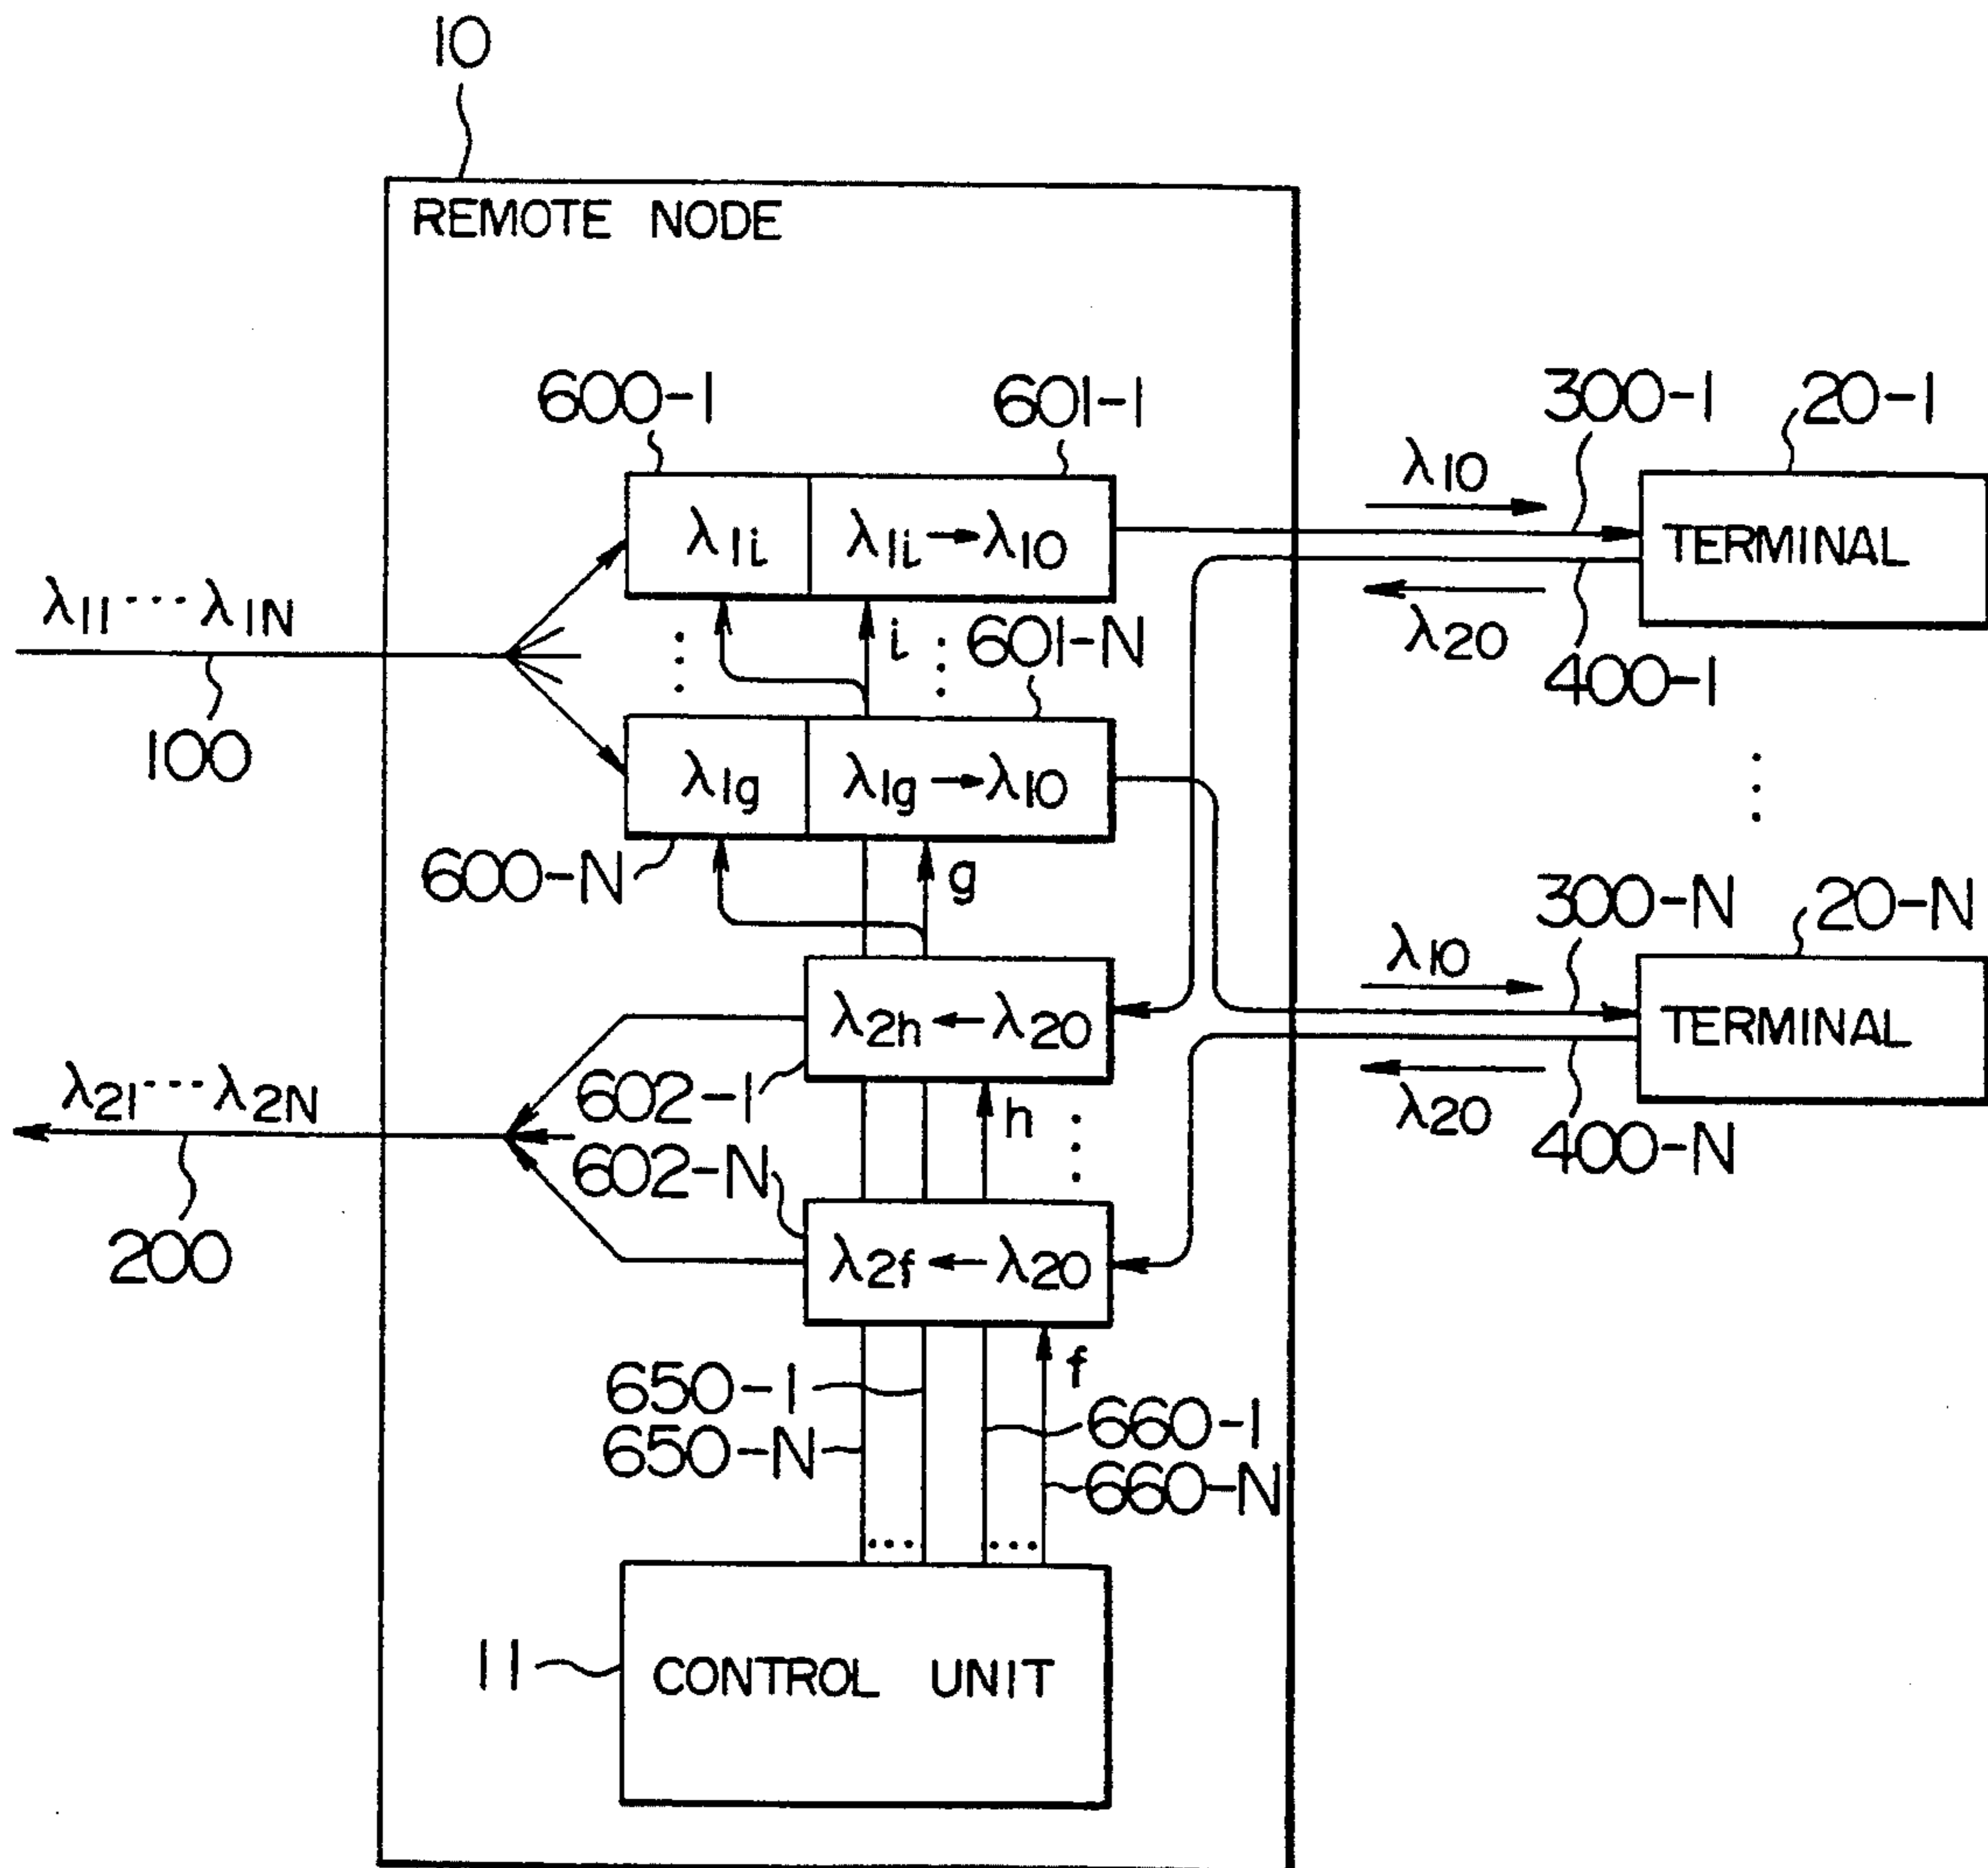 10
REMOTE NODE
600-1
601-1
300-1
20-1
λ1i
λ1i→λ10
λ10
TERMINAL
λ11···λ1N
i
601-N
λ20
400-1
100
λ1g
λ1g→λ10
600-N
g
300-N
20-N
λ10
TERMINAL
λ2h←λ20
602-1
h
λ21···λ2N
λ20
400-N
602-N
200
λ2f←λ20
f
650-1
660-1
650-N
660-N
11
CONTROL UNIT